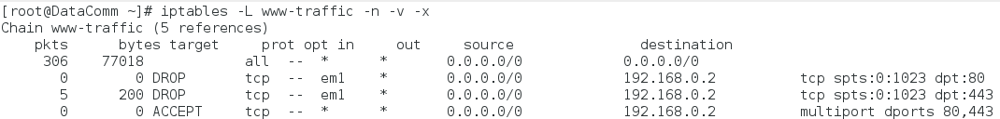 [root@DataComm ~]# iptables -L www-traffic -n -v -x
Chain www-traffic (5 references)
    pkts      bytes target     prot opt in     out     source               destination
     306    77018            all  --  *      *       0.0.0.0/0            0.0.0.0/0
       0        0 DROP       tcp  --  em1    *       0.0.0.0/0            192.168.0.2          tcp spts:0:1023 dpt:80
       5      200 DROP       tcp  --  em1    *       0.0.0.0/0            192.168.0.2          tcp spts:0:1023 dpt:443
       0        0 ACCEPT     tcp  --  *      *       0.0.0.0/0            192.168.0.2          multiport dports 80,443